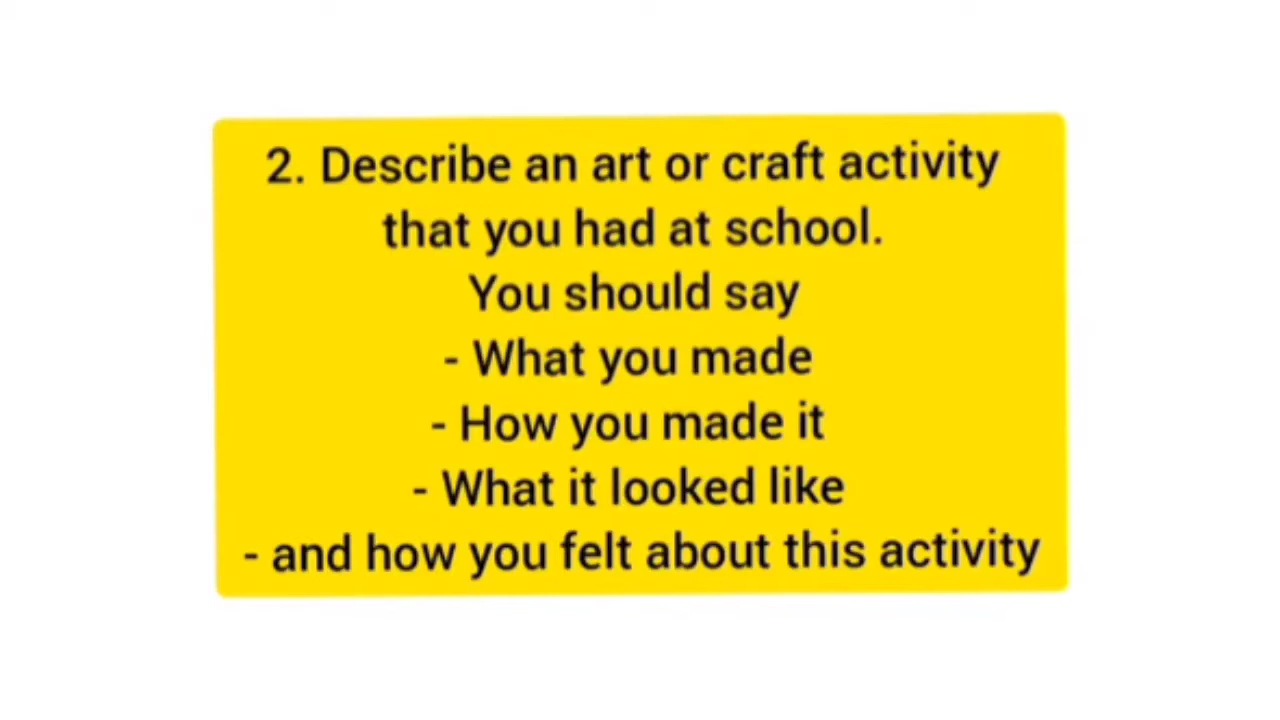 2. Describe an art or craft activity
that you had at school.
You should say
- What you made
- How you made it
- What it looked like
- and how you felt about this activity